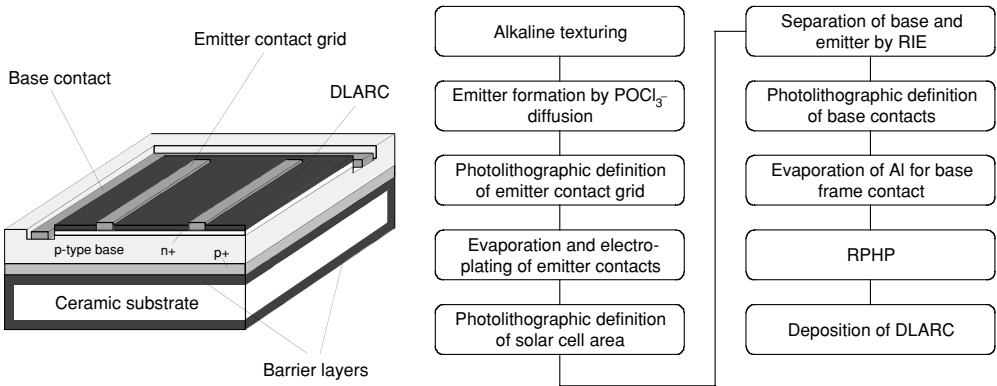 Emitter contact grid
Base contact
DLARC
p-type base
n+
p+
Ceramic substrate
Barrier layers
Alkaline texturing
Emitter formation by POCl₃–
diffusion
Photolithographic definition
of emitter contact grid
Evaporation and electro-
plating of emitter contacts
Photolithographic definition
of solar cell area
Separation of base and
emitter by RIE
Photolithographic definition
of base contacts
Evaporation of Al for base
frame contact
RPHP
Deposition of DLARC